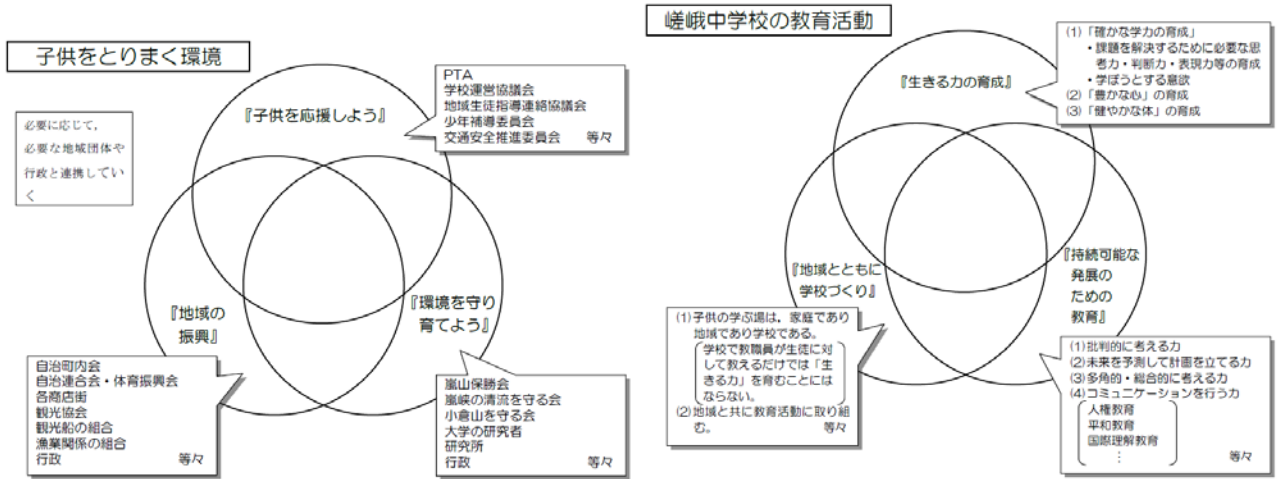 子供をとりまく環境
必要に応じて，
必要な地域団体や
行政と連携してい
く
『子供を応援しよう』
PTA
学校運営協議会
地域生徒指導連絡協議会
少年補導委員会
交通安全推進委員会 等々
『地域の
振興』
『環境を守り
育てよう』
自治町内会
自治連合会・体育振興会
各商店街
観光協会
観光船の組合
漁業関係の組合
行政 等々
嵐山保勝会
嵐峡の清流を守る会
小倉山を守る会
大学の研究者
研究所
行政 等々
嵯峨中学校の教育活動
『生きる力の育成』
(1)「確かな学力の育成」
・課題を解決するために必要な思
考力・判断力・表現力等の育成
・学ぼうとする意欲
(2)「豊かな心」の育成
(3)「健やかな体」の育成
『地域とともに
学校づくり』
『持続可能な
発展の
ための
教育』
(1)子供の学ぶ場は，家庭であり
地域であり学校である。
学校で教職員が生徒に対
して教えるだけでは「生
きる力」を育むことには
ならない。
(2)地域と共に教育活動に取り組
む。 等々
(1)批判的に考える力
(2)未来を予測して計画を立てる力
(3)多角的・総合的に考える力
(4)コミュニケーションを行う力
人権教育
平和教育
国際理解教育
⋮
等々